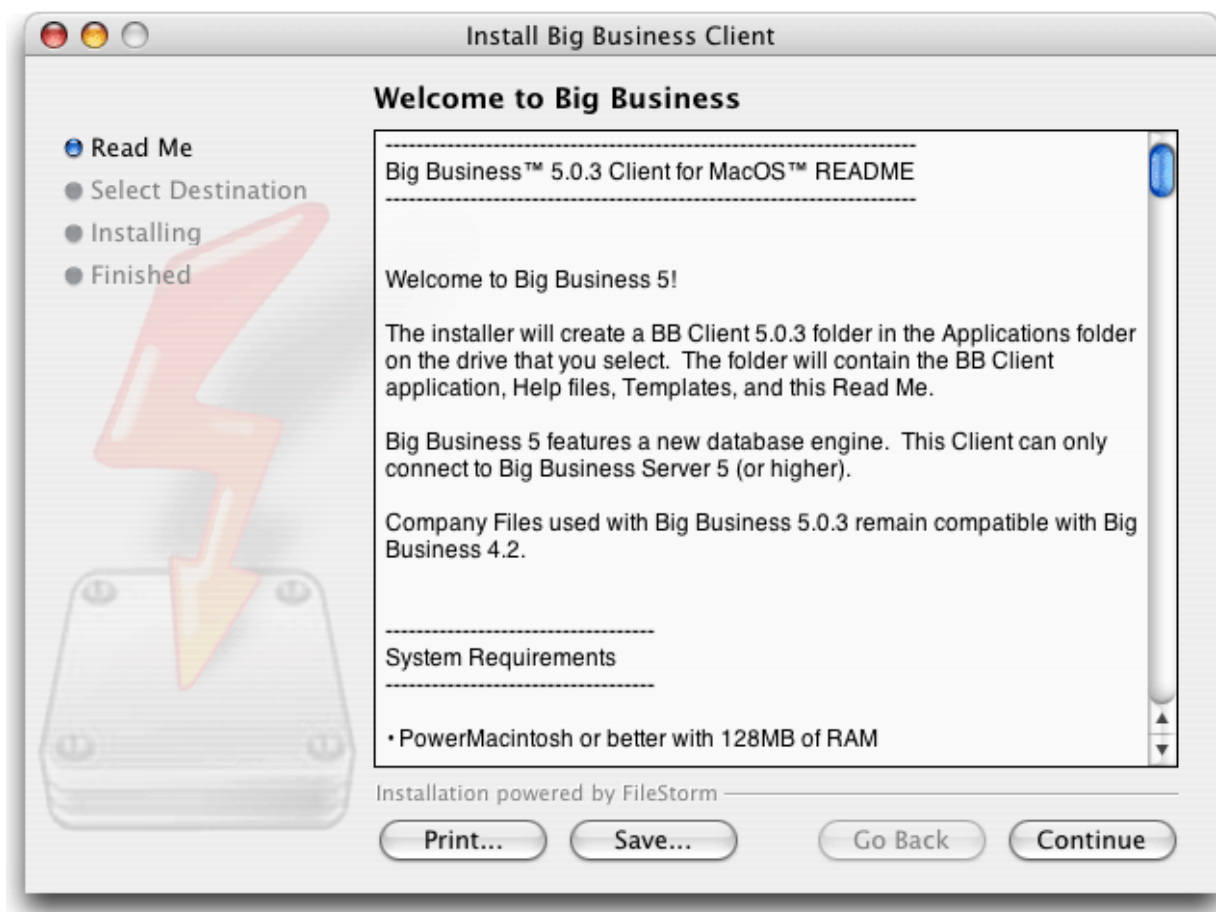 Install Big Business Client
Welcome to Big Business
Read Me
Select Destination
Installing
Finished
----------------------------------------------------------------------
Big Business™ 5.0.3 Client for MacOS™ README
----------------------------------------------------------------------
Welcome to Big Business 5!
The installer will create a BB Client 5.0.3 folder in the Applications folder
on the drive that you select.  The folder will contain the BB Client
application, Help files, Templates, and this Read Me.
Big Business 5 features a new database engine.  This Client can only
connect to Big Business Server 5 (or higher).
Company Files used with Big Business 5.0.3 remain compatible with Big
Business 4.2.
-----------------------------------
System Requirements
-----------------------------------
• PowerMacintosh or better with 128MB of RAM
Installation powered by FileStorm
Print...
Save...
Go Back
Continue